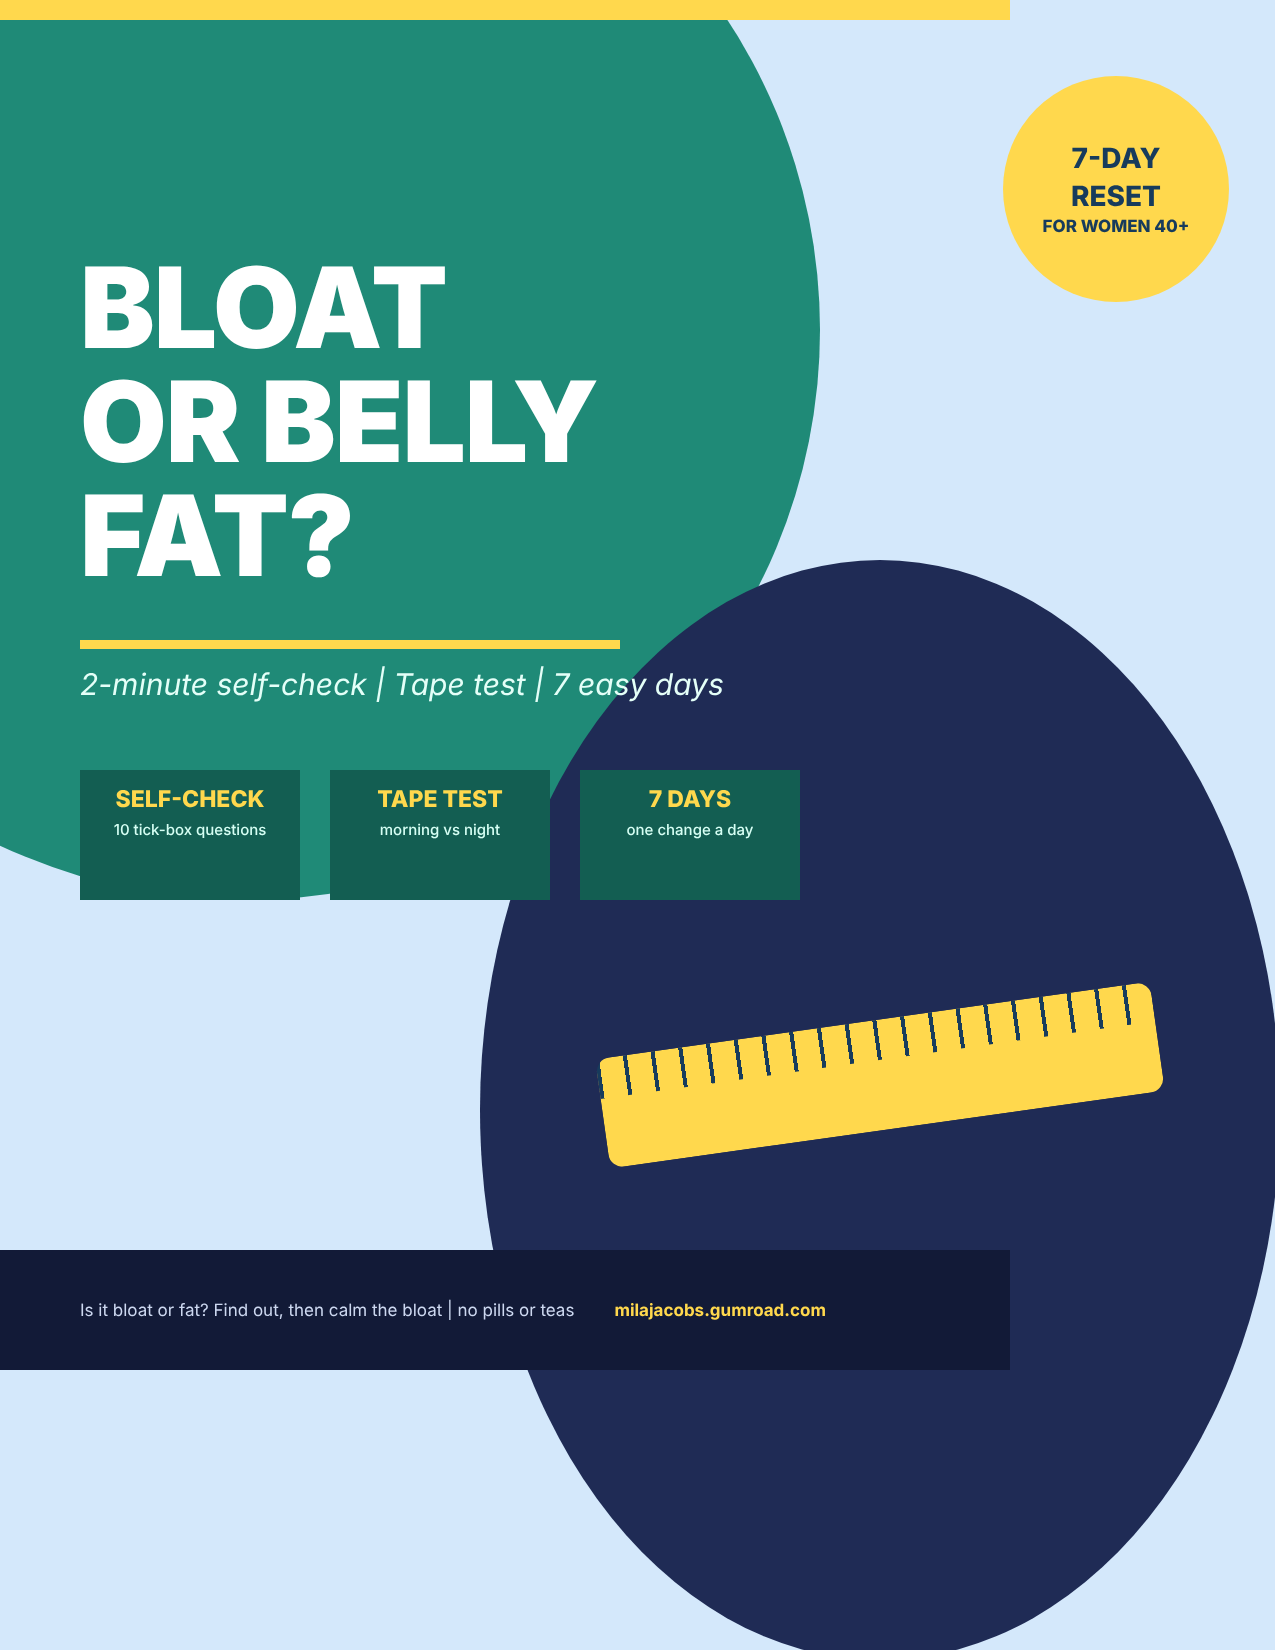 7-DAY
RESET
FOR WOMEN 40+
BLOAT
OR BELLY
FAT?
2-minute self-check | Tape test | 7 easy days
SELF-CHECK
10 tick-box questions
TAPE TEST
morning vs night
7 DAYS
one change a day
Is it bloat or fat? Find out, then calm the bloat | no pills or teas milajacobs.gumroad.com